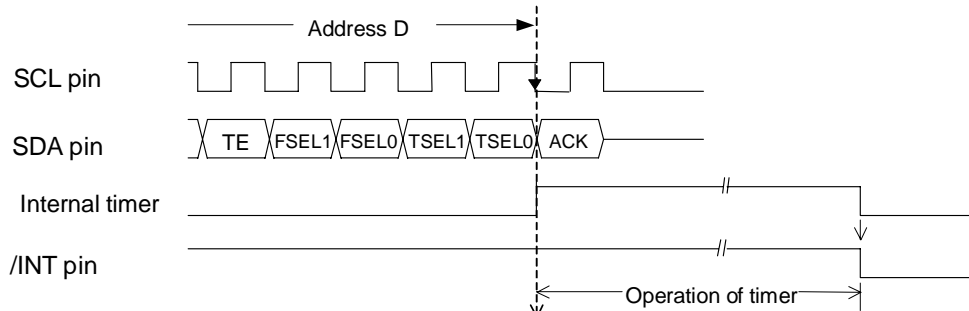 Address D
SCL pin
SDA pin
TE FSEL1 FSEL0 TSEL1 TSEL0 ACK
Internal timer
/INT pin
Operation of timer